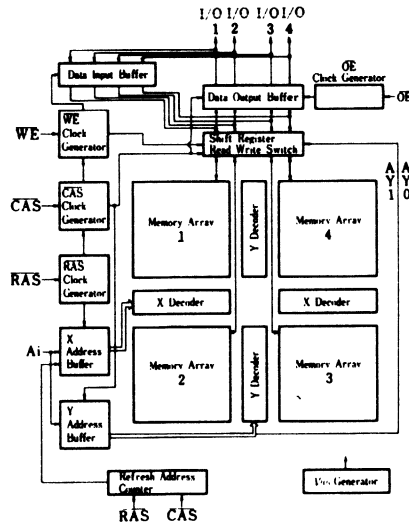 I/O I/O I/O I/O
1 2 3 4
Data Input Buffer
OE
Clock Generator
Data Output Buffer
OE
WE
Clock
Generator
WE
Shift Register
Read Write Switch
CAS
Clock
Generator
CAS
AY1
AY0
Memory Array
1
Y Decoder
Memory Array
4
RAS
Clock
Generator
RAS
X Decoder
X Decoder
Ai
X
Address
Buffer
Memory Array
2
Y Decoder
Memory Array
3
Y
Address
Buffer
Refresh Address
Counter
Generator
RAS CAS